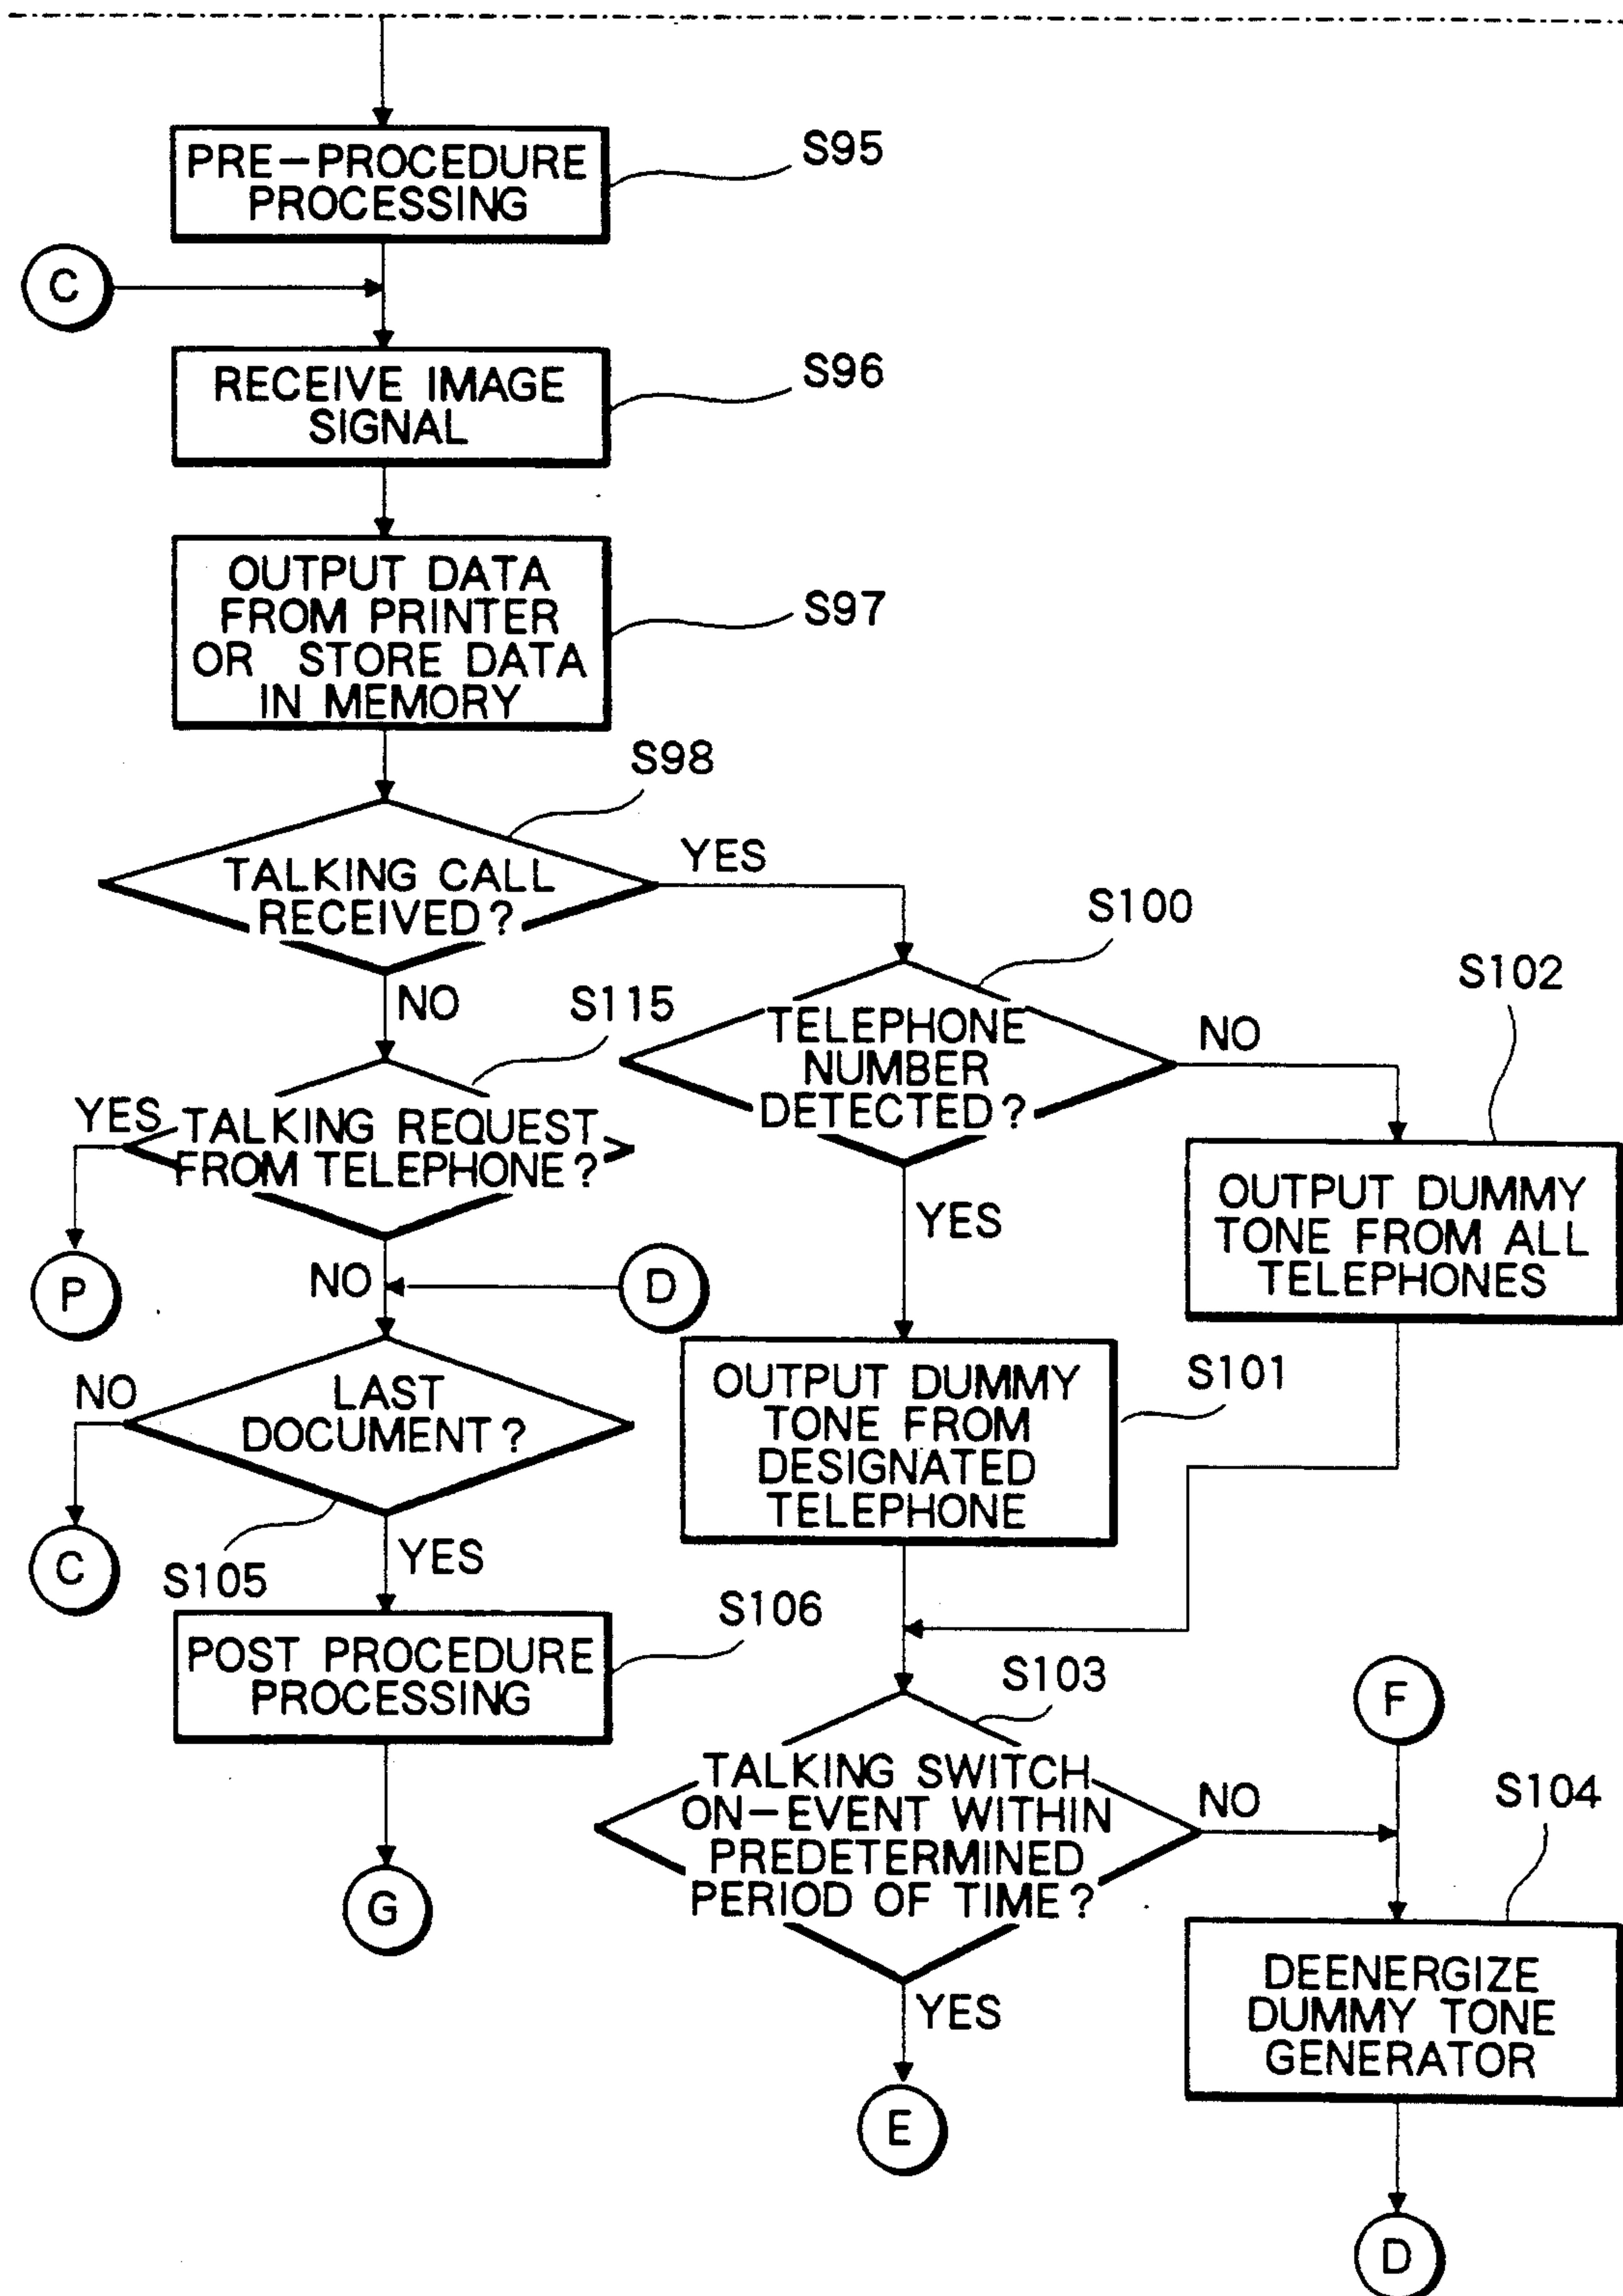 PRE-PROCEDURE
PROCESSING
S95
C
RECEIVE IMAGE
SIGNAL
S96
OUTPUT DATA
FROM PRINTER
OR STORE DATA
IN MEMORY
S97
S98
TALKING CALL
RECEIVED?
YES
NO
S100
TELEPHONE
NUMBER
DETECTED?
NO
YES
S102
OUTPUT DUMMY
TONE FROM ALL
TELEPHONES
S115
YES
TALKING REQUEST
FROM TELEPHONE?
P
NO
D
LAST
DOCUMENT?
NO
C
S105
YES
OUTPUT DUMMY
TONE FROM
DESIGNATED
TELEPHONE
S101
POST PROCEDURE
PROCESSING
S106
G
S103
TALKING SWITCH
ON-EVENT WITHIN
PREDETERMINED
PERIOD OF TIME?
NO
YES
E
F
S104
DEENERGIZE
DUMMY TONE
GENERATOR
D